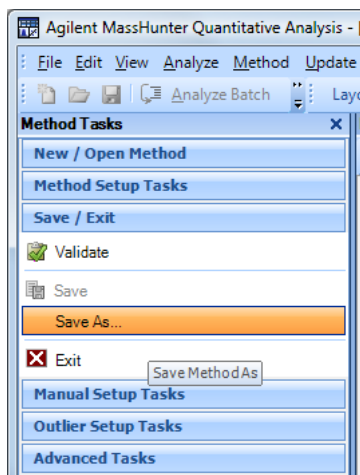 Agilent MassHunter Quantitative Analysis - [
File Edit View Analyze Method Update
Analyze Batch Layo
Method Tasks x
New / Open Method
Method Setup Tasks
Save / Exit
Validate
Save
Save As...
Exit
Save Method As
Manual Setup Tasks
Outlier Setup Tasks
Advanced Tasks